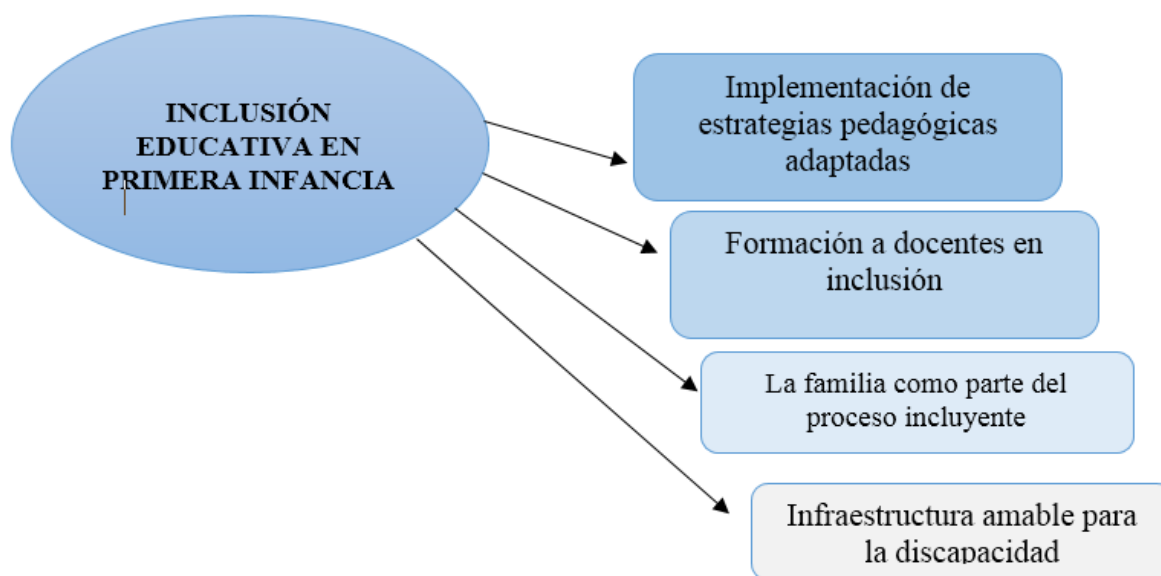 INCLUSIÓN
EDUCATIVA EN
PRIMERA INFANCIA
Implementación de
estrategias pedagógicas
adaptadas
Formación a docentes en
inclusión
La familia como parte del
proceso incluyente
Infraestructura amable para
la discapacidad